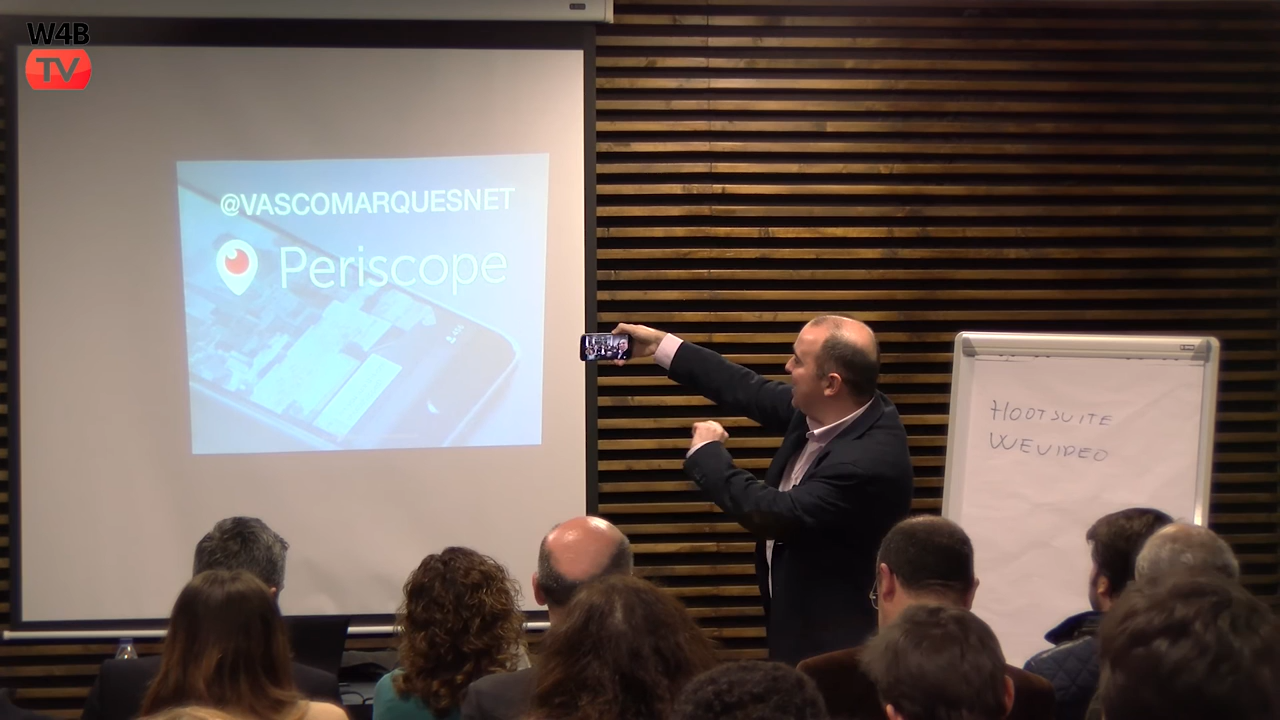 W4B
TV
@VASCOMARQUESNET
Periscope
HOOTSUITE
WEVIDEO